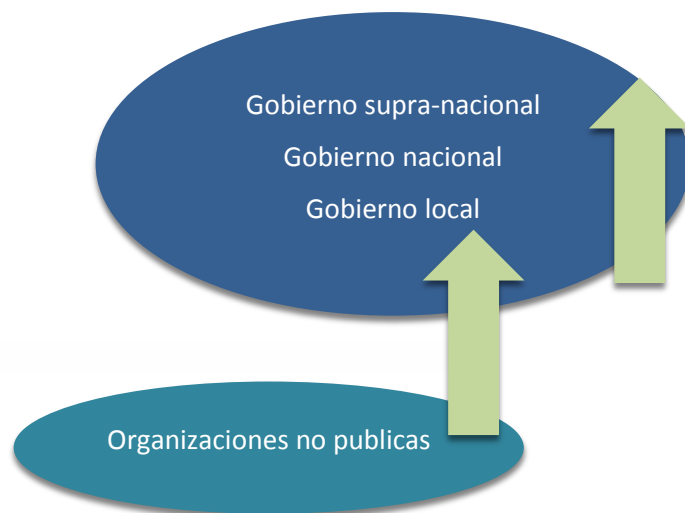 Gobierno supra-nacional
Gobierno nacional
Gobierno local
Organizaciones no publicas